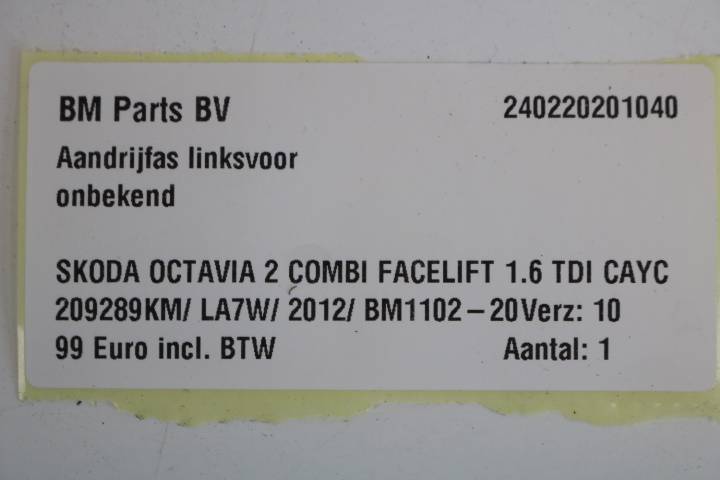 BM Parts BV 240220201040
Aandrijfas linksvoor
onbekend
SKODA OCTAVIA 2 COMBI FACELIFT 1.6 TDI CAYC
209289KM/ LA7W/ 2012/ BM1102-20Verz: 10
99 Euro incl. BTW Aantal: 1